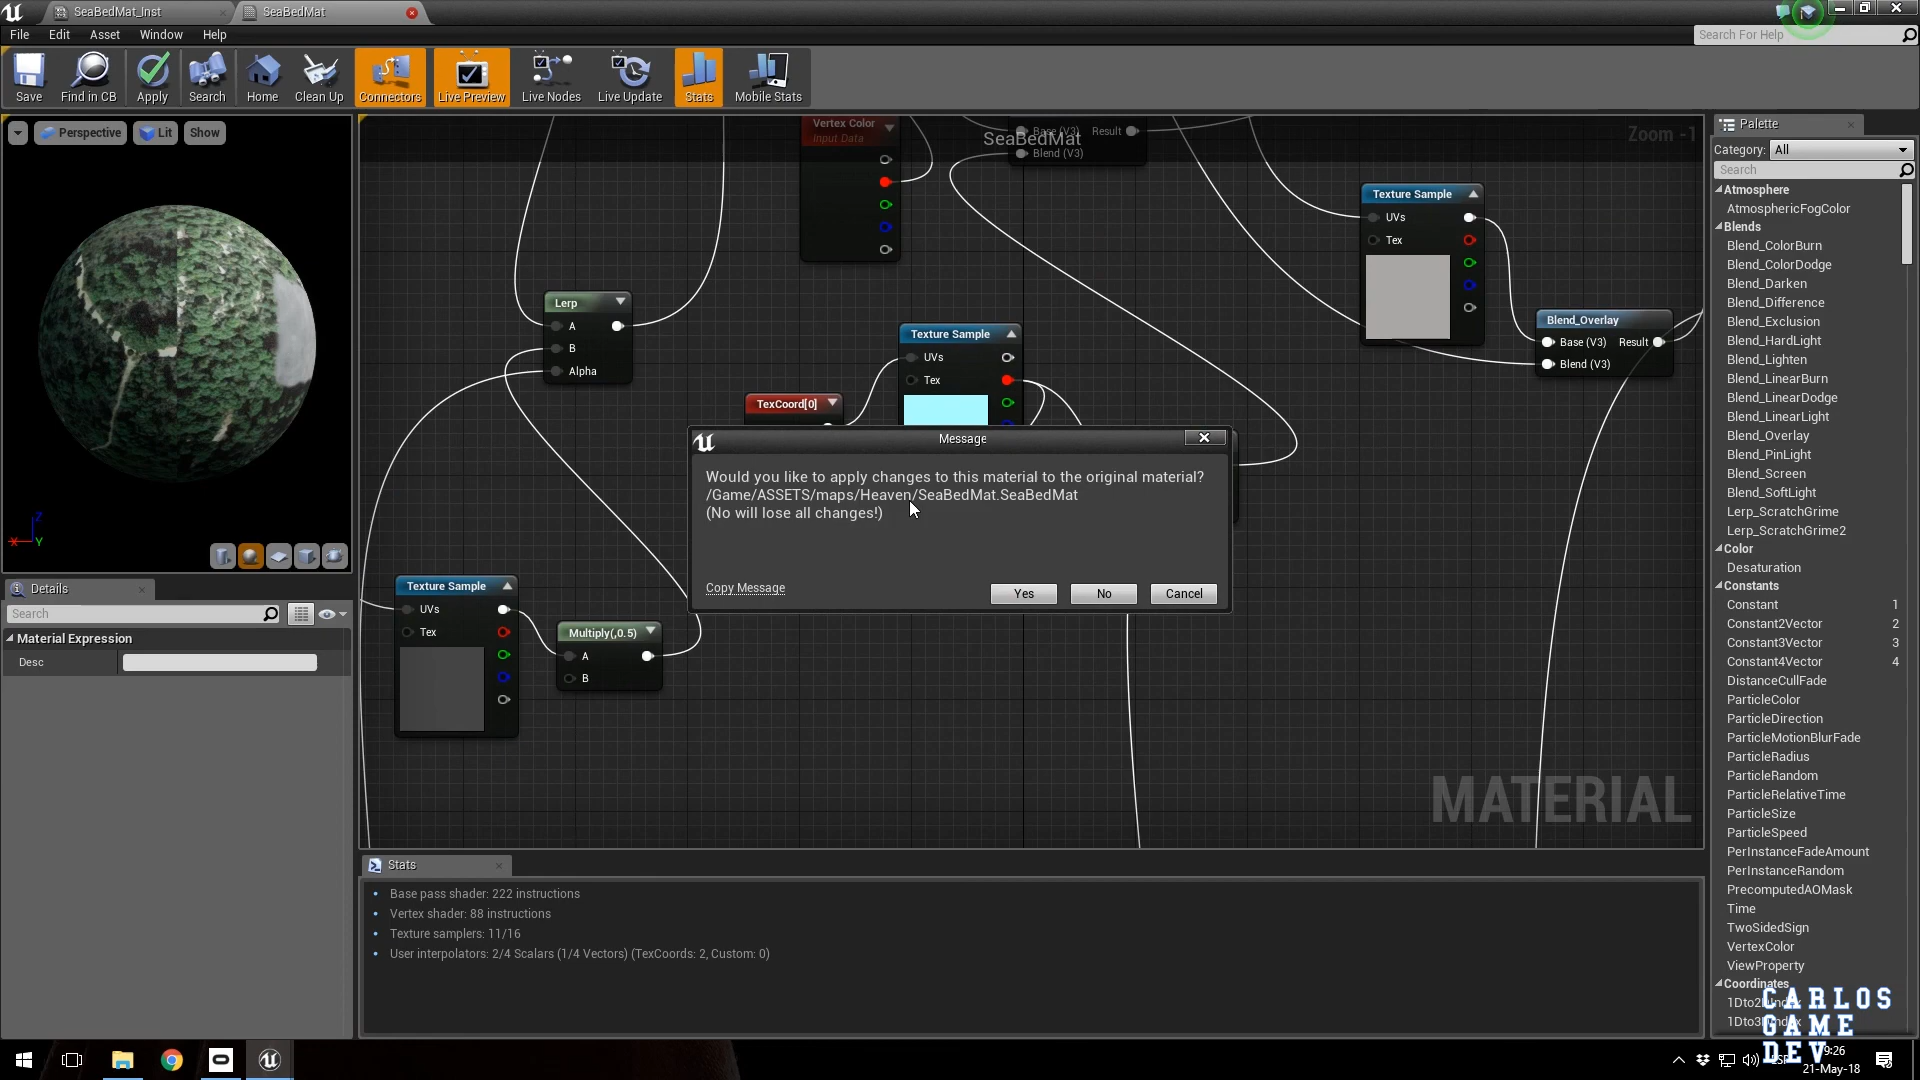 SeaBedMat_Inst
SeaBedMat
File Edit Asset Window Help
Search For Help
Save
Find in CB
Apply
Search
Home
Clean Up
Connectors
Live Preview
Live Nodes
Live Update
Stats
Mobile Stats
Perspective
Lit
Show
SeaBedMat
Zoom -1
Vertex Color
Input Data
Base (V3) Result
Blend (V3)
Lerp
A
B
Alpha
Texture Sample
UVs
Tex
TexCoord[0]
Texture Sample
UVs
Tex
Blend_Overlay
Base (V3) Result
Blend (V3)
Message
Would you like to apply changes to this material to the original material?
/Game/ASSETS/maps/Heaven/SeaBedMat.SeaBedMat
(No will lose all changes!)
Copy Message
Yes
No
Cancel
Texture Sample
UVs
Tex
Multiply(,0.5)
A
B
MATERIAL
Z
X
Y
Details
Search
Material Expression
Desc
Stats
Base pass shader: 222 instructions
Vertex shader: 88 instructions
Texture samplers: 11/16
User interpolators: 2/4 Scalars (1/4 Vectors) (TexCoords: 2, Custom: 0)
Palette
Category: All
Search
Atmosphere
AtmosphericFogColor
Blends
Blend_ColorBurn
Blend_ColorDodge
Blend_Darken
Blend_Difference
Blend_Exclusion
Blend_HardLight
Blend_Lighten
Blend_LinearBurn
Blend_LinearDodge
Blend_LinearLight
Blend_Overlay
Blend_PinLight
Blend_Screen
Blend_SoftLight
Lerp_ScratchGrime
Lerp_ScratchGrime2
Color
Desaturation
Constants
Constant 1
Constant2Vector 2
Constant3Vector 3
Constant4Vector 4
DistanceCullFade
ParticleColor
ParticleDirection
ParticleMotionBlurFade
ParticleRadius
ParticleRandom
ParticleRelativeTime
ParticleSize
ParticleSpeed
PerInstanceFadeAmount
PerInstanceRandom
PrecomputedAOMask
Time
TwoSidedSign
VertexColor
ViewProperty
Coordinates
CARLOS
GAME
DEV
21-May-18